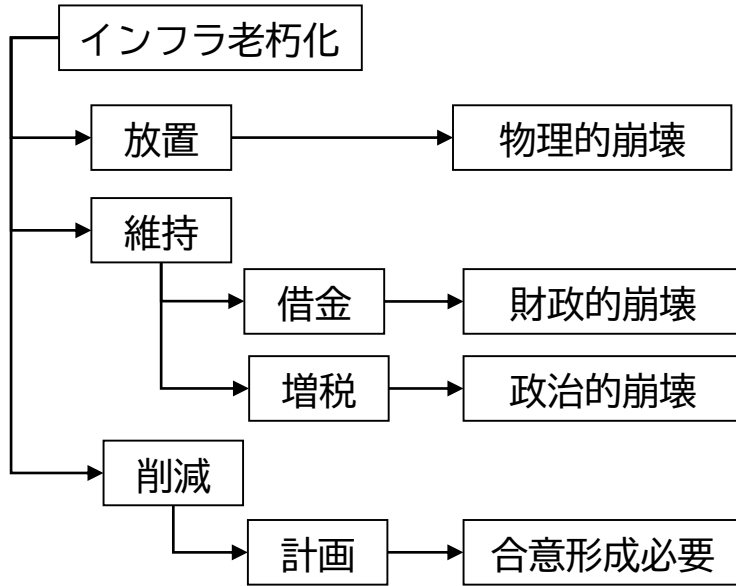 インフラ老朽化
放置
物理的崩壊
維持
借金
財政的崩壊
増税
政治的崩壊
削減
計画
合意形成必要